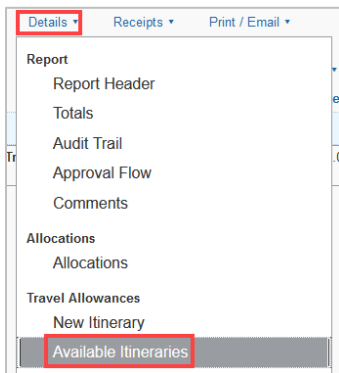 Details ▾ Receipts ▾ Print / Email ▾
Report
Report Header
Totals
Audit Trail
Approval Flow
Comments
Allocations
Allocations
Travel Allowances
New Itinerary
Available Itineraries